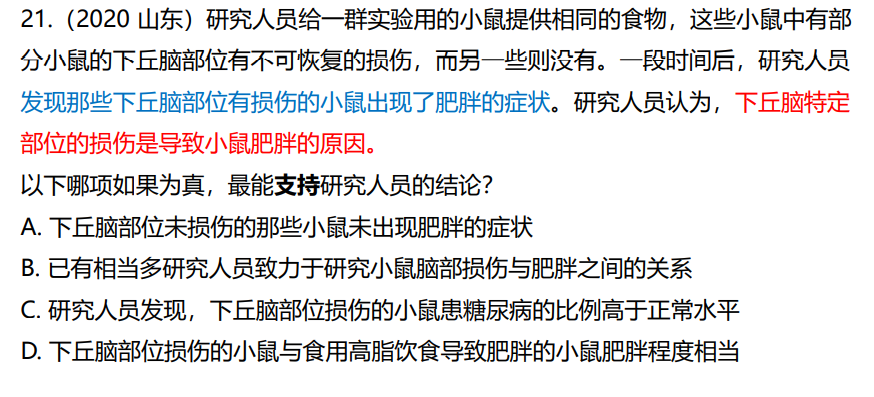 21.（2020 山东）研究人员给一群实验用的小鼠提供相同的食物，这些小鼠中有部
分小鼠的下丘脑部位有不可恢复的损伤，而另一些则没有。一段时间后，研究人员
发现那些下丘脑部位有损伤的小鼠出现了肥胖的症状。研究人员认为，下丘脑特定
部位的损伤是导致小鼠肥胖的原因。
以下哪项如果为真，最能支持研究人员的结论？
A. 下丘脑部位未损伤的那些小鼠未出现肥胖的症状
B. 已有相当多研究人员致力于研究小鼠脑部损伤与肥胖之间的关系
C. 研究人员发现，下丘脑部位损伤的小鼠患糖尿病的比例高于正常水平
D. 下丘脑部位损伤的小鼠与食用高脂饮食导致肥胖的小鼠肥胖程度相当